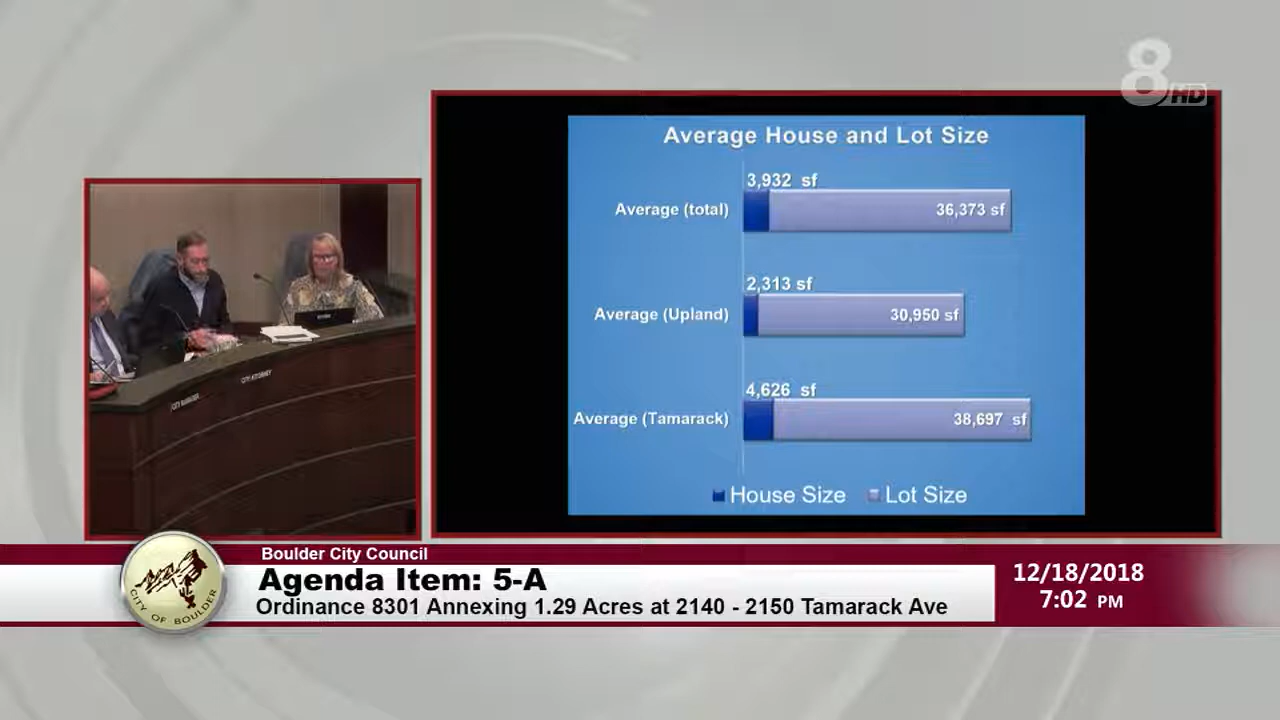 8HD
Average House and Lot Size
3,932 sf
Average (total)
36,373 sf
2,313 sf
Average (Upland)
30,950 sf
4,626 sf
Average (Tamarack)
38,697 sf
House Size
Lot Size
CITY ATTORNEY
CITY MANAGER
Boulder City Council
Agenda Item: 5-A
Ordinance 8301 Annexing 1.29 Acres at 2140 - 2150 Tamarack Ave
12/18/2018
7:02 PM
CITY OF BOULDER